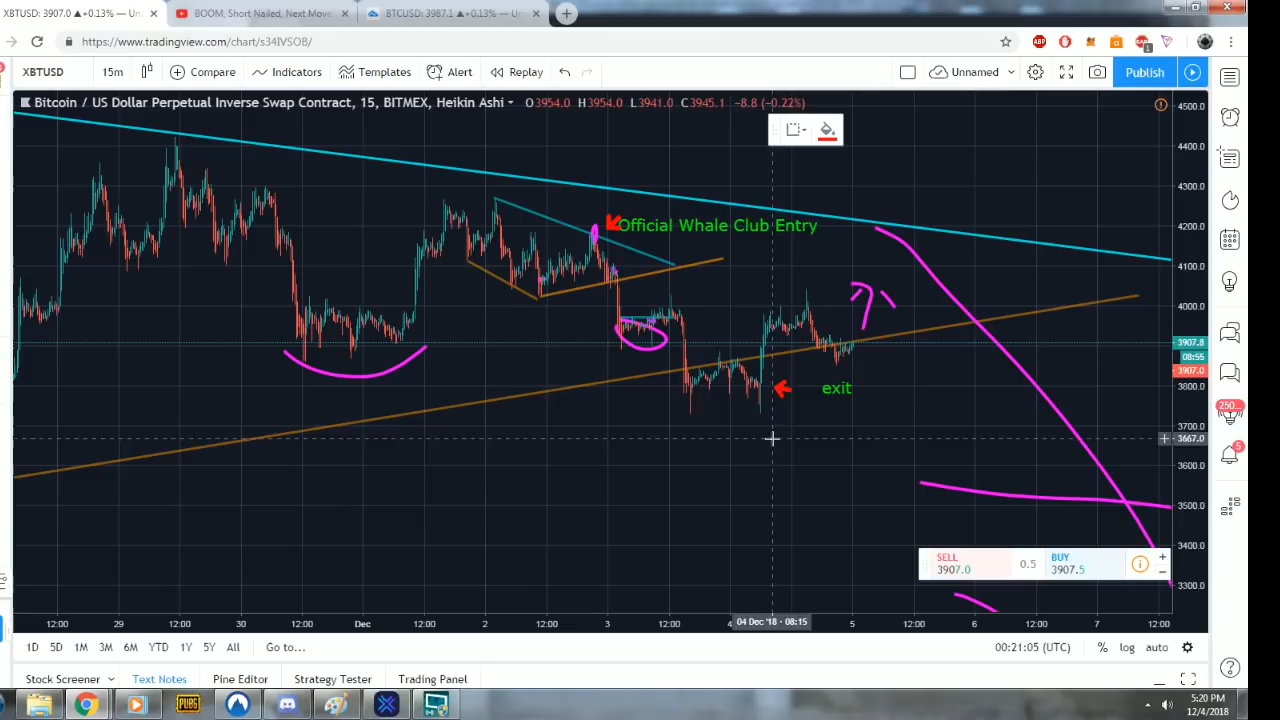 XBTUSD: 3907.0 ▲+0.13% — Un
BOOM, Short Nailed, Next Move
BTCUSD: 3987.1 ▲+0.13% — Un
https://www.tradingview.com/chart/s34IVSOB/
ABP
1
XBTUSD 15m Compare Indicators Templates Alert Replay Unnamed Publish
Bitcoin / US Dollar Perpetual Inverse Swap Contract, 15, BITMEX, Heikin Ashi O3954.0 H3954.0 L3941.0 C3945.1 −8.8 (−0.22%)
4500.0
4400.0
4300.0
Official Whale Club Entry
4200.0
4100.0
4000.0
3907.8
08:55
3907.0
exit
3800.0
250...
3700.0
3667.0
5
3600.0
3500.0
3400.0
SELL
3907.0
0.5
BUY
3907.5
3300.0
12:00 29 12:00 30 12:00 Dec 12:00 2 12:00 3 12:00 4 04 Dec '18 - 08:15 5 12:00 6 12:00 7 12:00
1D 5D 1M 3M 6M YTD 1Y 5Y All Go to... 00:21:05 (UTC) % log auto
Stock Screener Text Notes Pine Editor Strategy Tester Trading Panel
PUBG
5:20 PM
12/4/2018